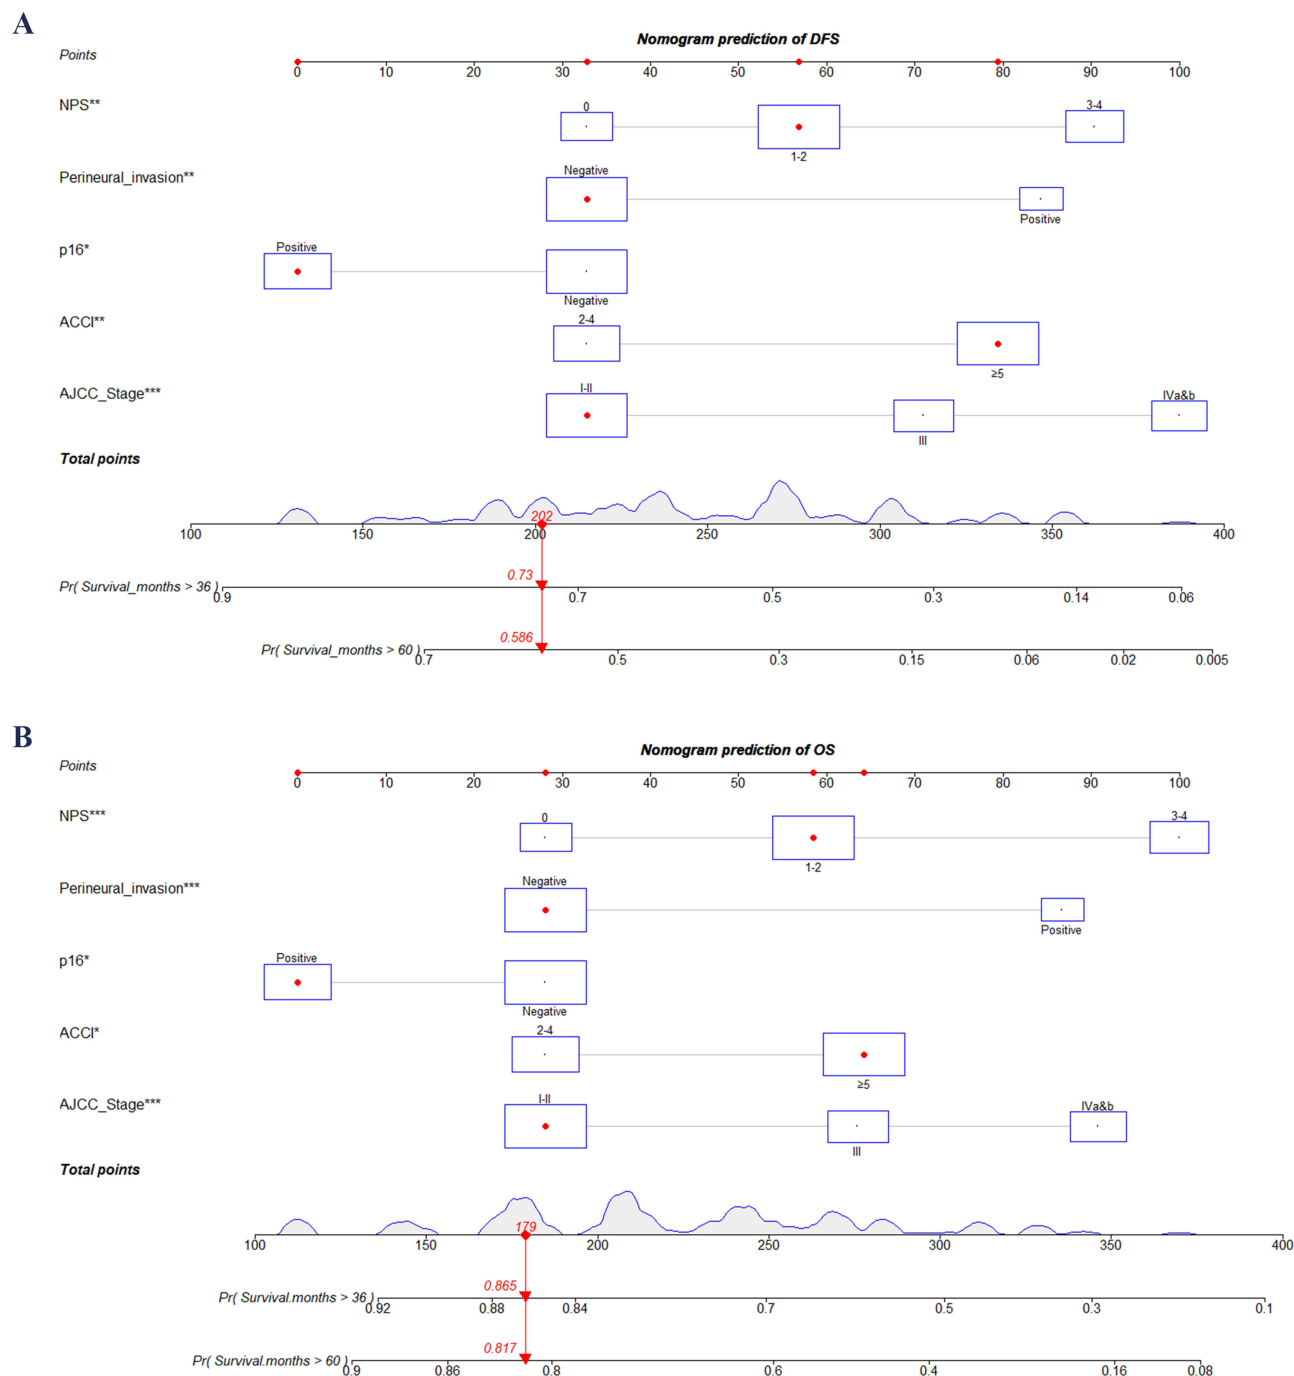 A
Nomogram prediction of DFS
Points
0 10 20 30 40 50 60 70 80 90 100
NPS**
0 3-4
1-2
Perineural_invasion**
Negative
Positive
p16*
Positive
Negative
ACCI**
2-4
≥5
AJCC_Stage***
I-II IVa&b
III
Total points
202
100 150 200 250 300 350 400
0.73
Pr( Survival_months > 36 )
0.9 0.7 0.5 0.3 0.14 0.06
0.586
Pr( Survival_months > 60 )
0.7 0.5 0.3 0.15 0.06 0.02 0.005
B
Nomogram prediction of OS
Points
0 10 20 30 40 50 60 70 80 90 100
NPS***
0 3-4
1-2
Perineural_invasion***
Negative
Positive
p16*
Positive
Negative
ACCI*
2-4
≥5
AJCC_Stage***
I-II IVa&b
III
Total points
179
100 150 200 250 300 350 400
0.865
Pr( Survival.months > 36 )
0.92 0.88 0.84 0.7 0.5 0.3 0.1
0.817
Pr( Survival.months > 60 )
0.9 0.86 0.8 0.6 0.4 0.16 0.08